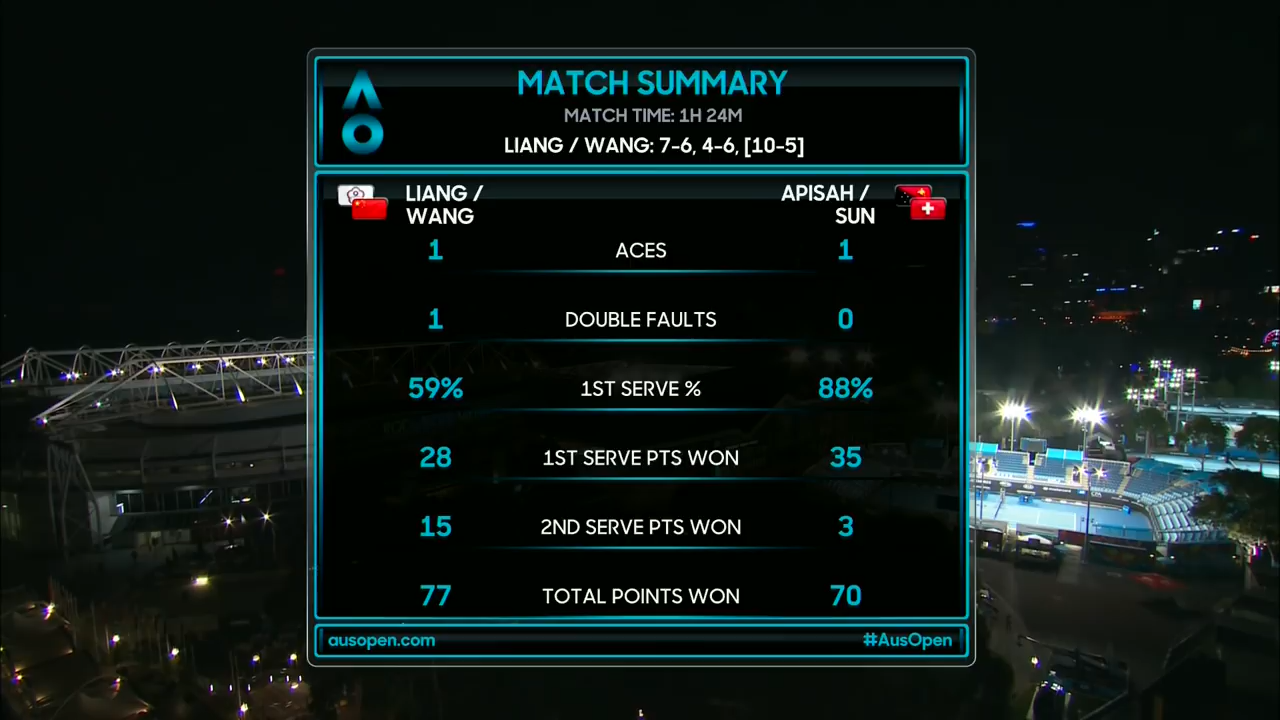 MATCH SUMMARY
MATCH TIME: 1H 24M
LIANG / WANG: 7-6, 4-6, [10-5]
LIANG /
WANG
APISAH /
SUN
1 ACES 1
1 DOUBLE FAULTS 0
59% 1ST SERVE % 88%
28 1ST SERVE PTS WON 35
15 2ND SERVE PTS WON 3
77 TOTAL POINTS WON 70
ausopen.com #AusOpen